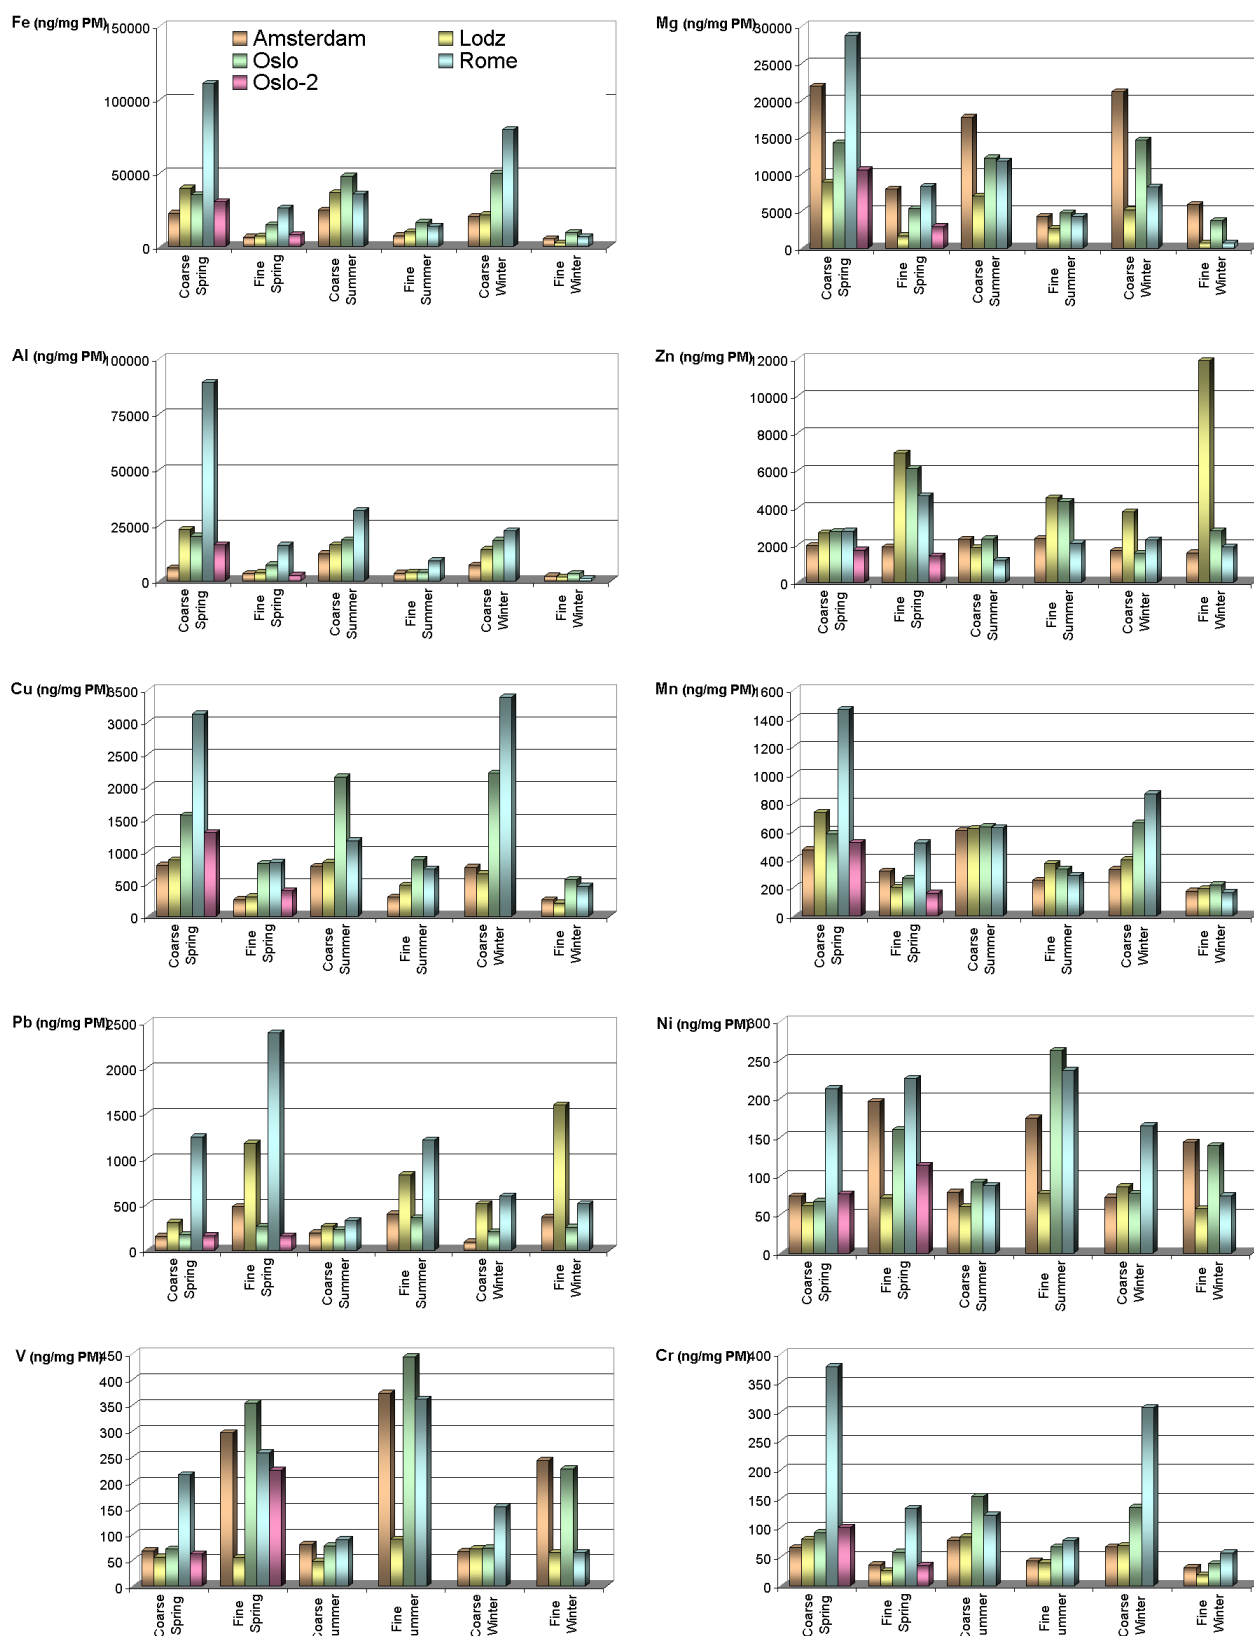 Fe (ng/mg PM)
150000
100000
50000
0
Amsterdam
Lodz
Oslo
Rome
Oslo-2
Coarse Spring
Fine Spring
Coarse Summer
Fine Summer
Coarse Winter
Fine Winter
Mg (ng/mg PM)
30000
25000
20000
15000
10000
5000
0
Coarse Spring
Fine Spring
Coarse Summer
Fine Summer
Coarse Winter
Fine Winter
Al (ng/mg PM)
100000
75000
50000
25000
0
Coarse Spring
Fine Spring
Coarse Summer
Fine Summer
Coarse Winter
Fine Winter
Zn (ng/mg PM)
12000
10000
8000
6000
4000
2000
0
Coarse Spring
Fine Spring
Coarse Summer
Fine Summer
Coarse Winter
Fine Winter
Cu (ng/mg PM)
3500
3000
2500
2000
1500
1000
500
0
Coarse Spring
Fine Spring
Coarse Summer
Fine Summer
Coarse Winter
Fine Winter
Mn (ng/mg PM)
1600
1400
1200
1000
800
600
400
200
0
Coarse Spring
Fine Spring
Coarse Summer
Fine Summer
Coarse Winter
Fine Winter
Pb (ng/mg PM)
2500
2000
1500
1000
500
0
Coarse Spring
Fine Spring
Coarse Summer
Fine Summer
Coarse Winter
Fine Winter
Ni (ng/mg PM)
300
250
200
150
100
50
0
Coarse Spring
Fine Spring
Coarse Summer
Fine Summer
Coarse Winter
Fine Winter
V (ng/mg PM)
450
400
350
300
250
200
150
100
50
0
Coarse Spring
Fine Spring
Coarse Summer
Fine Summer
Coarse Winter
Fine Winter
Cr (ng/mg PM)
400
350
300
250
200
150
100
50
0
Coarse Spring
Fine Spring
Coarse Summer
Fine Summer
Coarse Winter
Fine Winter